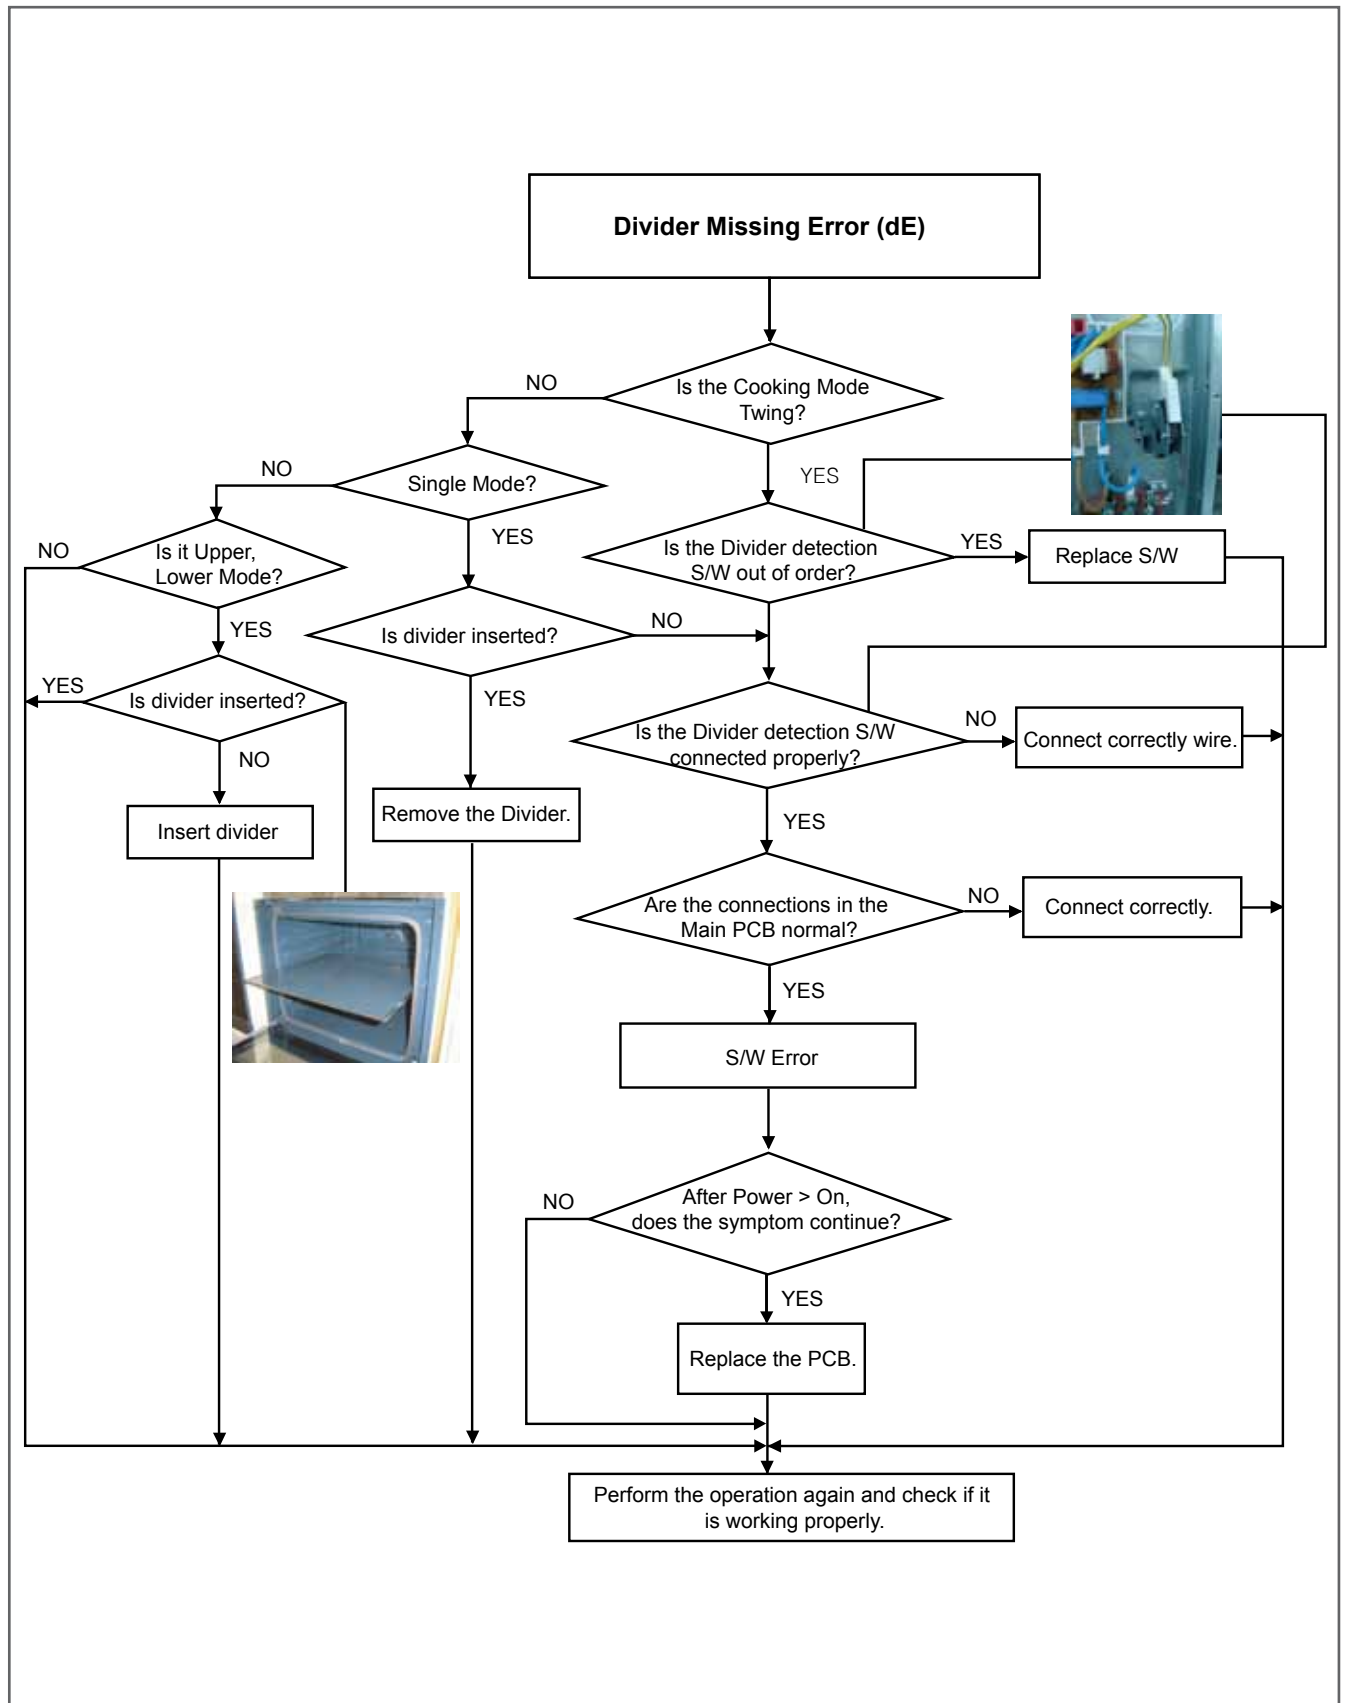 Divider Missing Error (dE)
NO
Is the Cooking Mode
Twing?
YES
NO
Single Mode?
YES
NO
Is it Upper,
Lower Mode?
YES
Is the Divider detection
S/W out of order?
YES
Replace S/W
Is divider inserted?
NO
YES
YES
Is divider inserted?
NO
Is the Divider detection S/W
connected properly?
NO
Connect correctly wire.
YES
Insert divider
Remove the Divider.
Are the connections in the
Main PCB normal?
NO
Connect correctly.
YES
S/W Error
NO
After Power > On,
does the symptom continue?
YES
Replace the PCB.
Perform the operation again and check if it
is working properly.